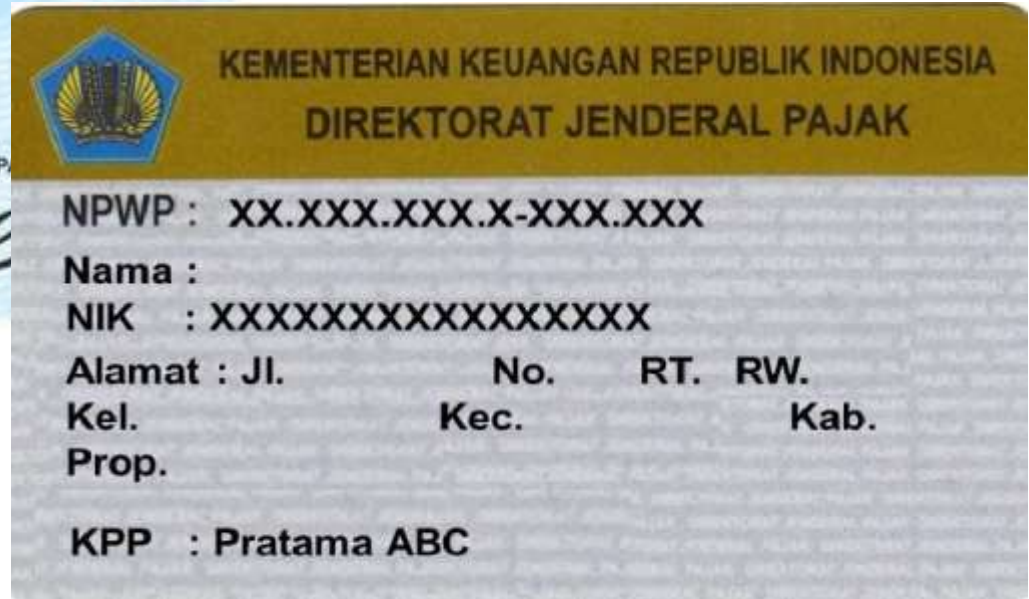 KEMENTERIAN KEUANGAN REPUBLIK INDONESIA
DIREKTORAT JENDERAL PAJAK
NPWP : XX.XXX.XXX.X-XXX.XXX
Nama :
NIK : XXXXXXXXXXXXXXXX
Alamat : Jl. No. RT. RW.
Kel. Kec. Kab.
Prop.
KPP : Pratama ABC